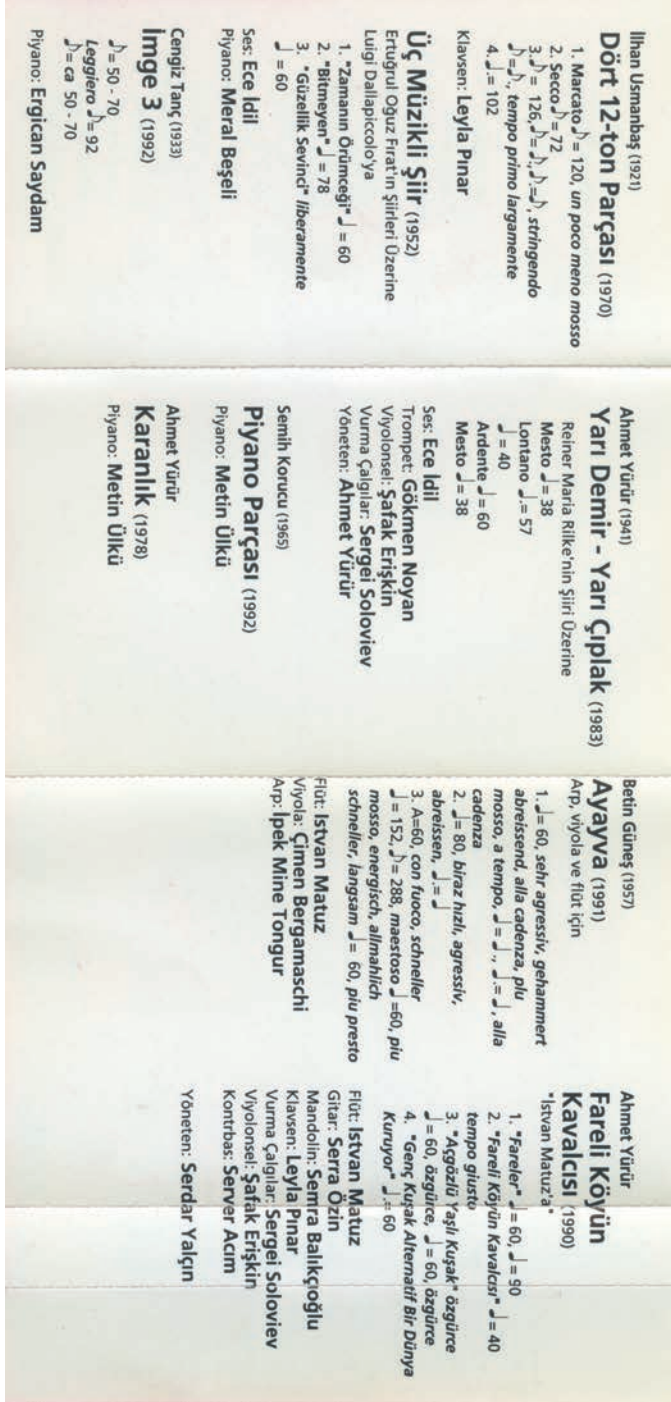 İlhan Usmanbaş (1921)
Dört 12-ton Parçası (1970)
1. Marcato ♪= 120, un poco meno mosso
2. Secco ♪= 72
3. ♪= 126, ♪=♪., ♪.=♪, stringendo
♪=♪., tempo primo largamente
4. ♩.= 102
Klavsen: Leyla Pınar
Üç Müzikli Şiir (1952)
Ertuğrul Oğuz Fırat'ın Şiirleri Üzerine
Luigi Dallapiccolo'ya
1. "Zamanın Örümceği" ♩= 60
2. "Bitmeyen" ♩= 78
3. "Güzellik Sevinci" liberamente
♩= 60
Ses: Ece İdil
Piyano: Meral Beşeli
Cengiz Tanç (1933)
İmge 3 (1992)
♪= 50 - 70
Leggiero ♪= 92
♪= ca 50 - 70
Piyano: Ergican Saydam
Ahmet Yürür (1941)
Yarı Demir - Yarı Çıplak (1983)
Reiner Maria Rilke'nin Şiiri Üzerine
Mesto ♩= 38
Lontano ♩.= 57
♩= 40
Ardente ♩= 60
Mesto ♩= 38
Ses: Ece İdil
Trompet: Gökmen Noyan
Viyolonsel: Şafak Erişkin
Vurma Çalgılar: Sergei Soloviev
Yöneten: Ahmet Yürür
Semih Korucu (1965)
Piyano Parçası (1992)
Piyano: Metin Ülkü
Ahmet Yürür
Karanlık (1978)
Piyano: Metin Ülkü
Betin Güneş (1957)
Ayayva (1991)
Arp, viyola ve flüt için
1. ♩= 60, sehr agressiv, gehammert
abreissend, alla cadenza, plu
mosso, a tempo, ♩=♩., ♩.=♩, alla
cadenza
2. ♩= 80, biraz hızlı, agressiv,
abreissen, ♩.=♩
3. A=60, con fuoco, schneller
♩= 152, ♪= 288, maestoso ♩=60, piu
mosso, energisch, allmahlich
schneller, langsam ♩= 60, piu presto
Flüt: Istvan Matuz
Viyola: Çimen Bergamaschi
Arp: İpek Mine Tongur
Ahmet Yürür
Fareli Köyün
Kavalcısı (1990)
"Istvan Matuz'a"
1. "Fareler" ♩= 60, ♩= 90
2. "Fareli Köyün Kavalcısı" ♩= 40
tempo giusto
3. "Açgözlü Yaşlı Kuşak" özgürce
♩= 60, özgürce, ♩= 60, özgürce
4. "Genç Kuşak Alternatif Bir Dünya
Kuruyor" ♩.= 60
Flüt: Istvan Matuz
Gitar: Serra Özin
Mandolin: Semra Balıkçıoğlu
Klavsen: Leyla Pınar
Vurma Çalgılar: Sergei Soloviev
Viyolonsel: Şafak Erişkin
Kontrbas: Server Acim
Yöneten: Serdar Yalçın